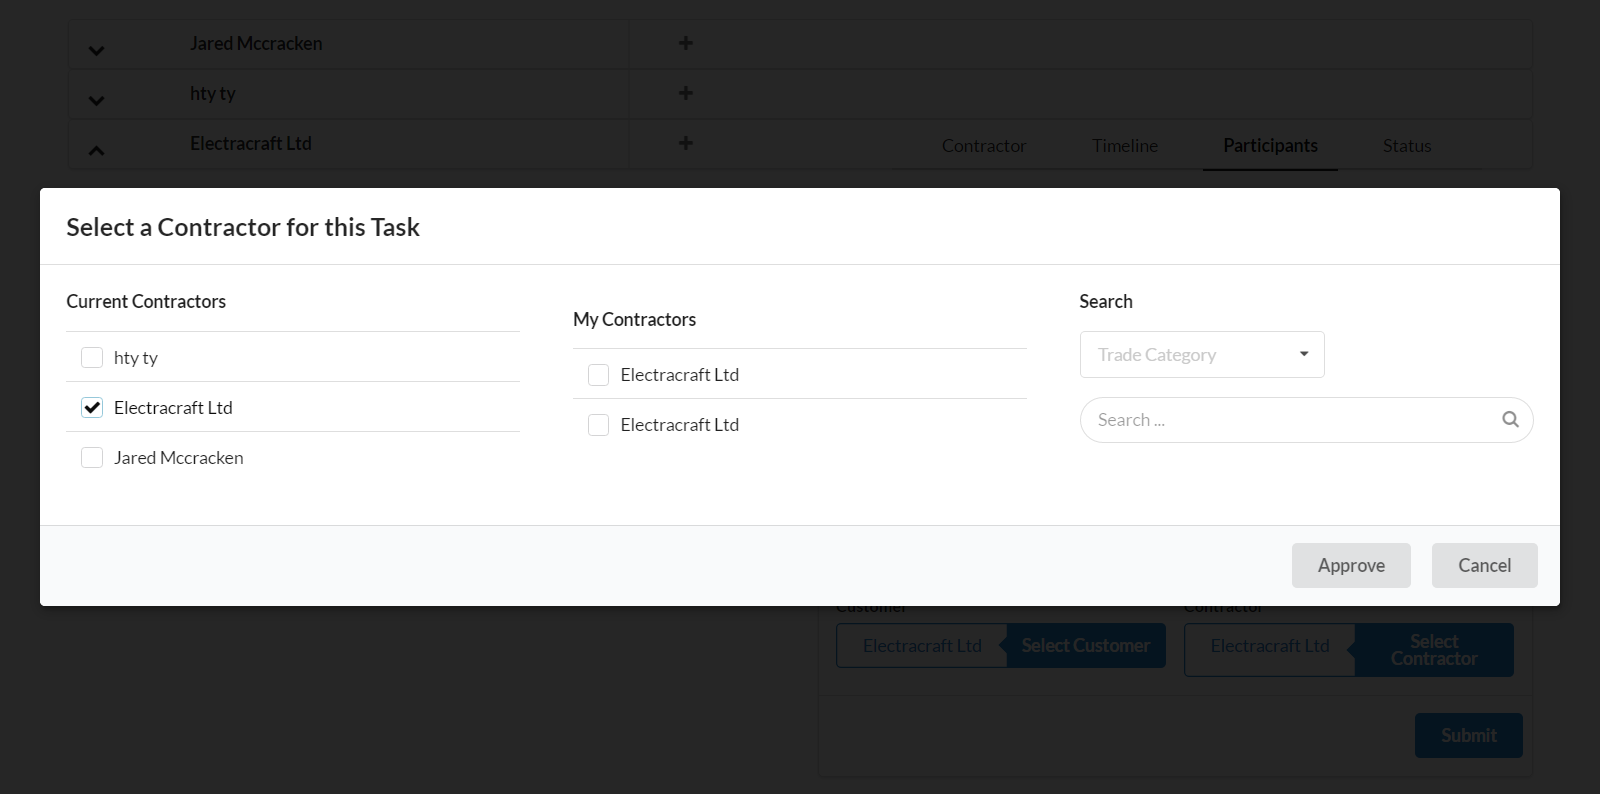 Jared Mccracken
hty ty
Electracraft Ltd
Contractor Timeline Participants Status
Select a Contractor for this Task
Current Contractors
hty ty
Electracraft Ltd
Jared Mccracken
My Contractors
Electracraft Ltd
Electracraft Ltd
Search
Trade Category
Search ...
Approve Cancel
Customer
Electracraft Ltd Select Customer
Contractor
Electracraft Ltd Select
Contractor
Submit